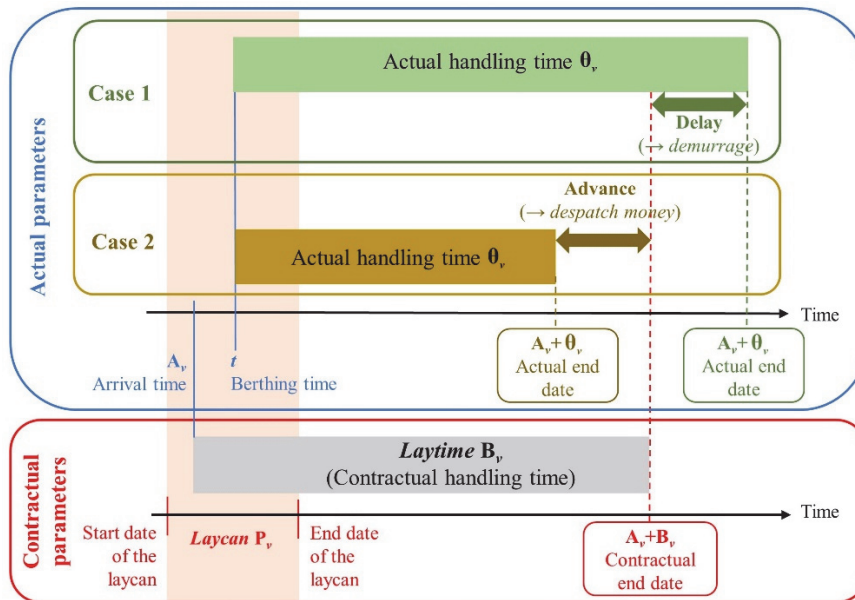 Actual parameters
Case 1
Actual handling time θv
Delay
(→ demurrage)
Case 2
Advance
(→ despatch money)
Actual handling time θv
Time
Av
Arrival time
t
Berthing time
Av+ θv
Actual end
date
Av+ θv
Actual end
date
Contractual
parameters
Laytime Bv
(Contractual handling time)
Time
Start date
of the
laycan
Laycan Pv
End date
of the
laycan
Av+Bv
Contractual
end date